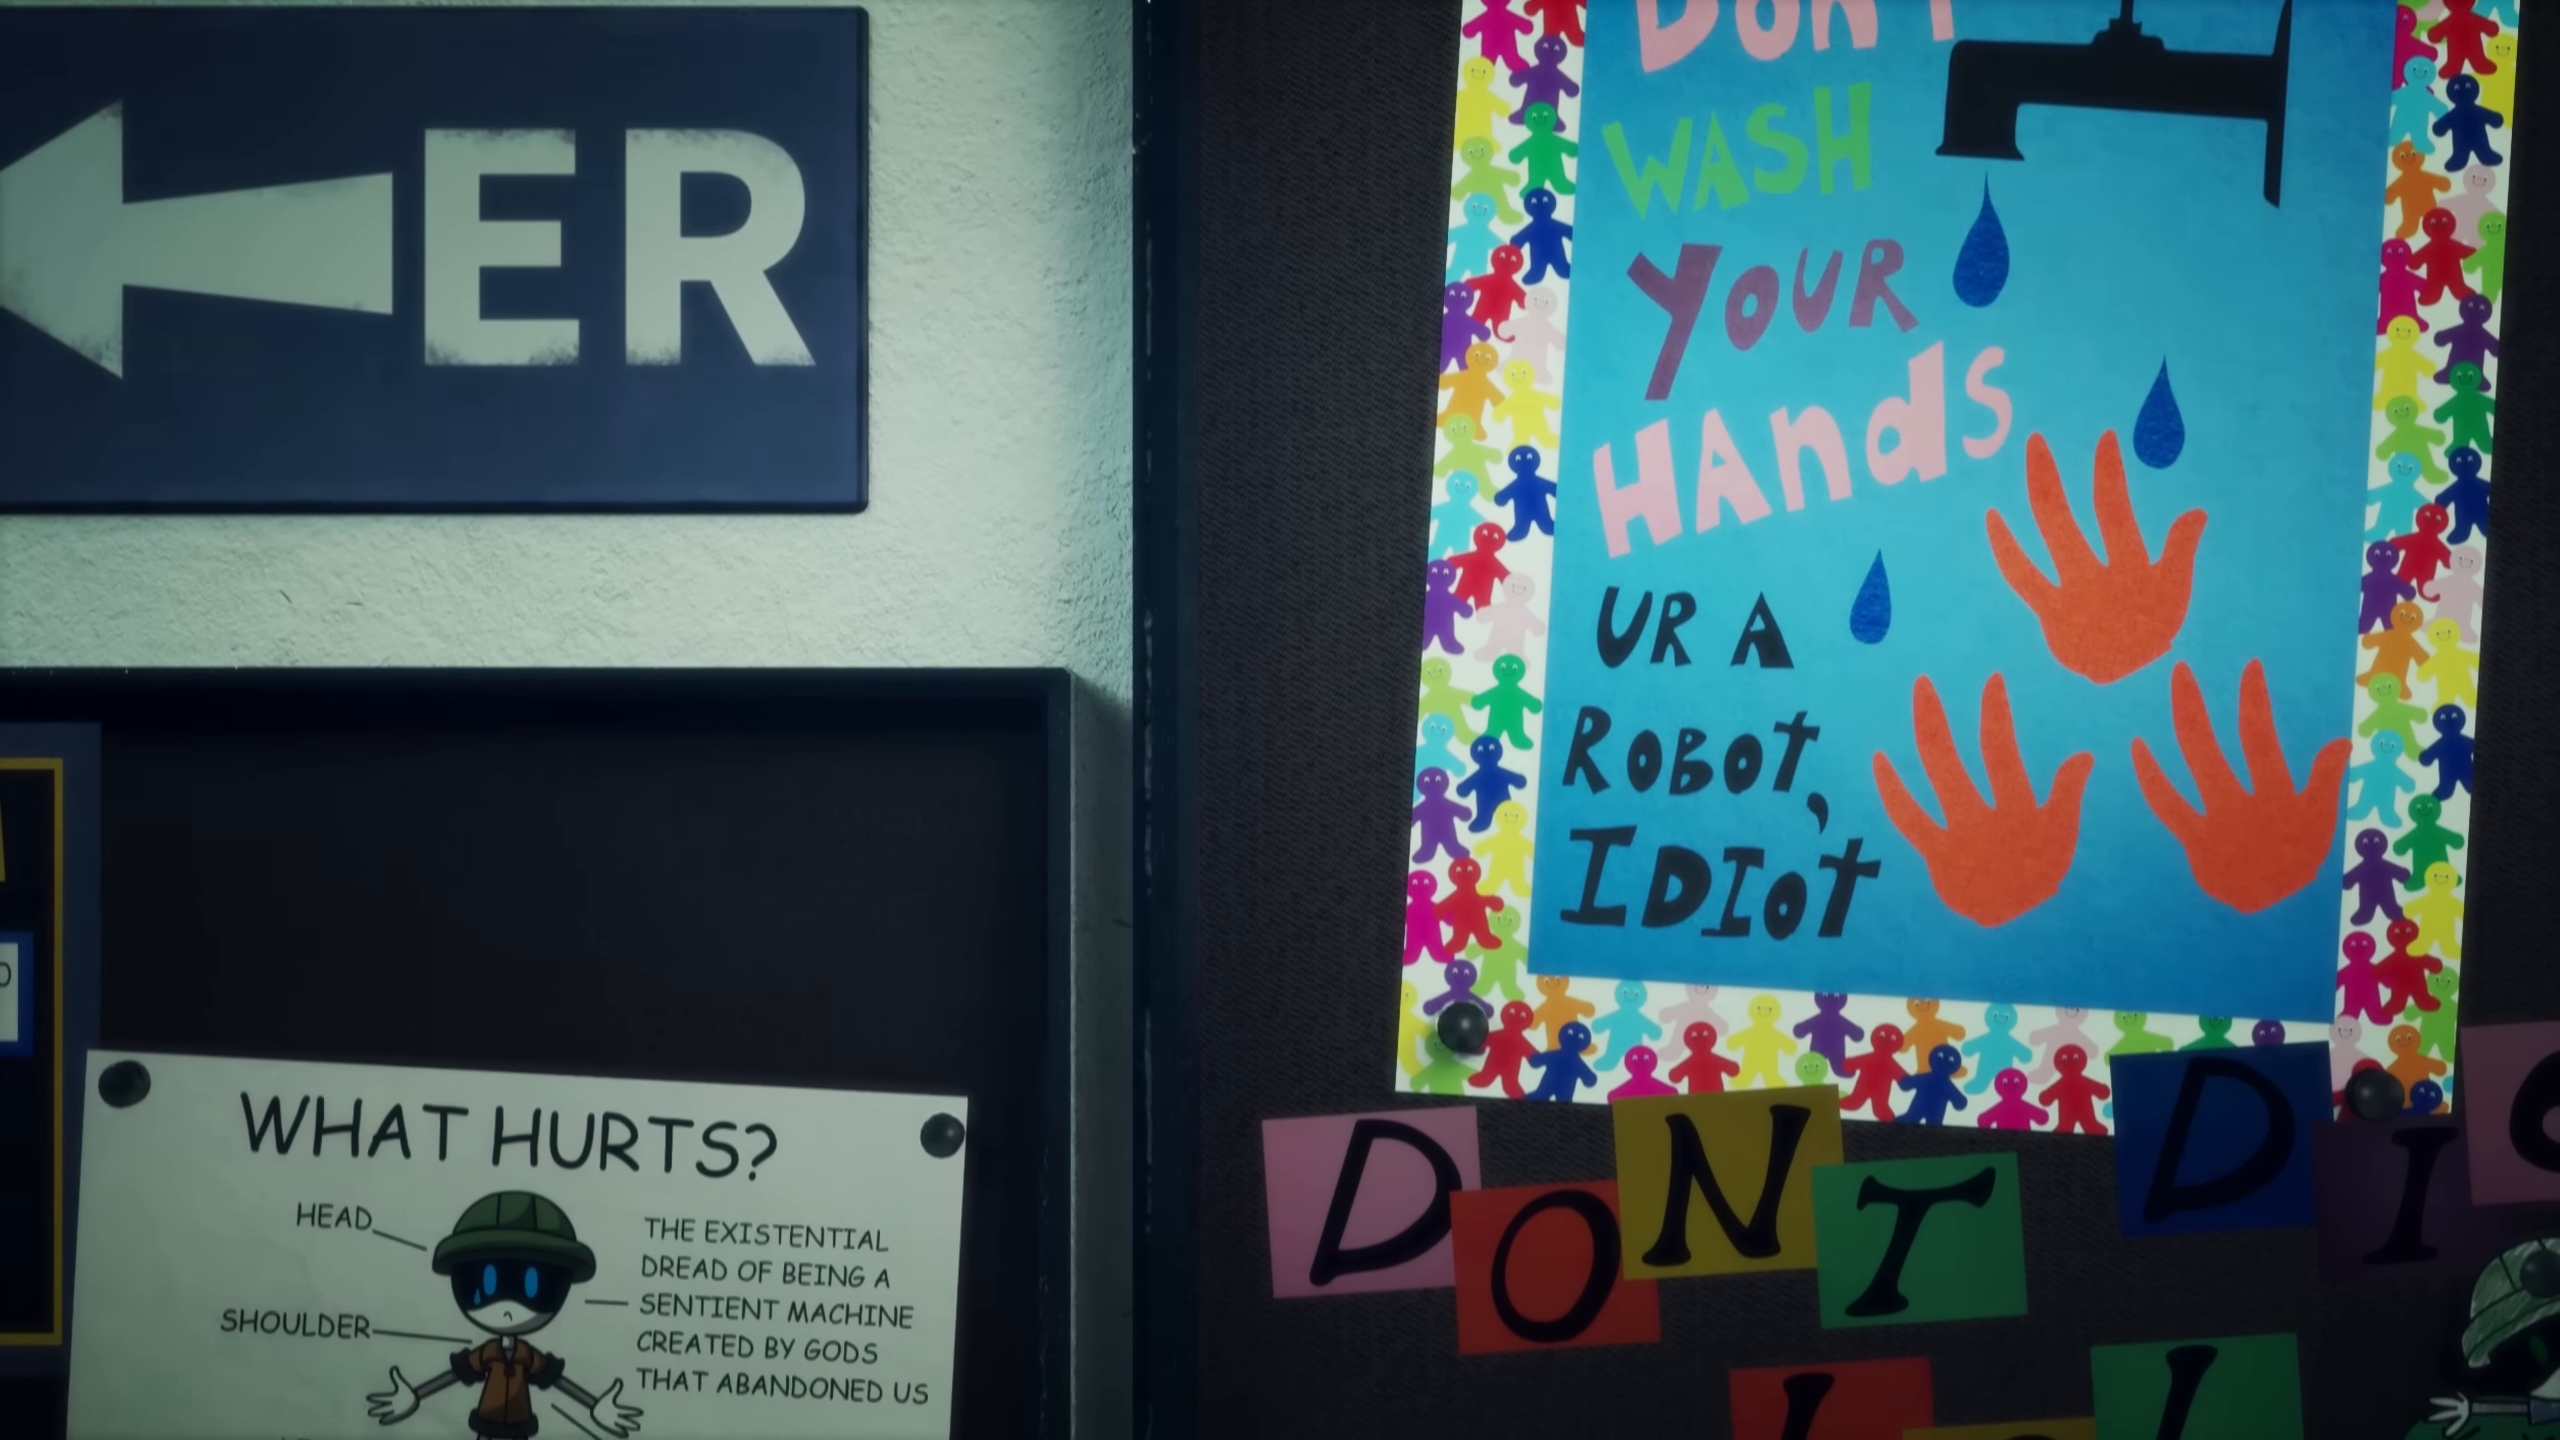 ER
Don't
WASH
YOUR
HAndS
UR A
ROBOT,
IDIOT
WHAT HURTS?
HEAD
SHOULDER
THE EXISTENTIAL
DREAD OF BEING A
SENTIENT MACHINE
CREATED BY GODS
THAT ABANDONED US
DONT